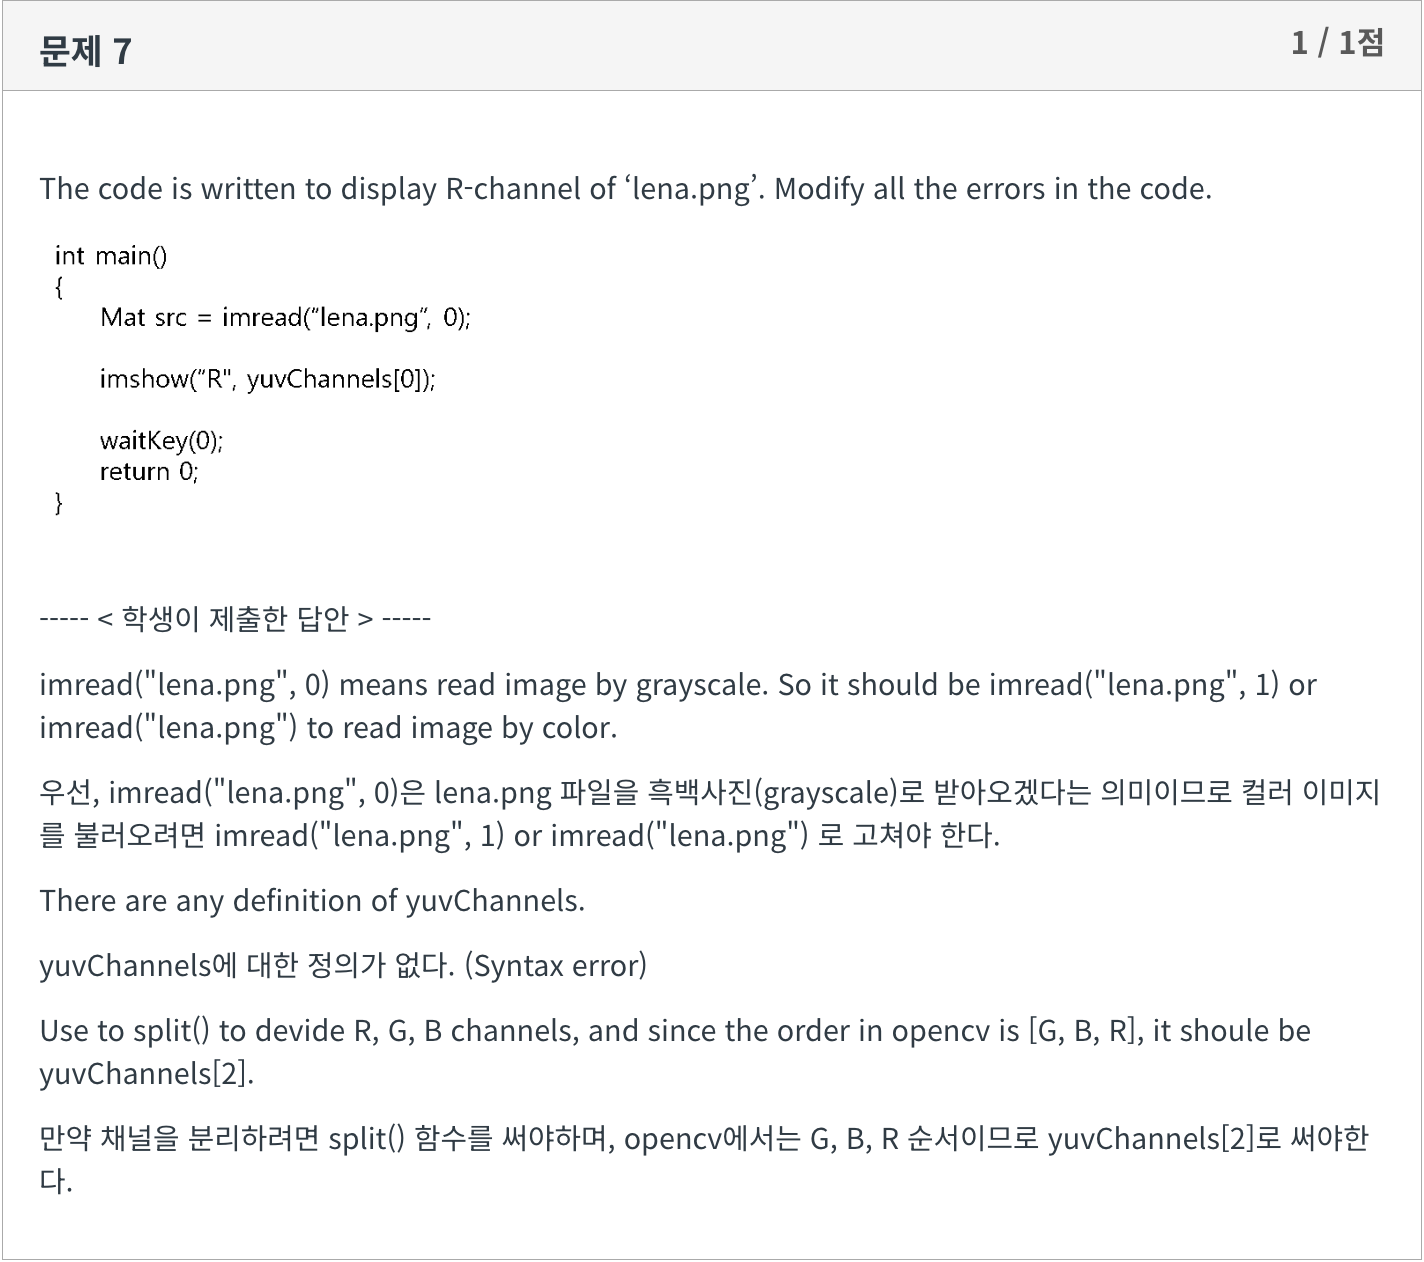 문제 7
1 / 1점
The code is written to display R-channel of ‘lena.png’. Modify all the errors in the code.
int main()
{
Mat src = imread(“lena.png”, 0);
imshow(“R", yuvChannels[0]);
waitKey(0);
return 0;
}
----- < 학생이 제출한 답안 > -----
imread("lena.png", 0) means read image by grayscale. So it should be imread("lena.png", 1) or
imread("lena.png") to read image by color.
우선, imread("lena.png", 0)은 lena.png 파일을 흑백사진(grayscale)로 받아오겠다는 의미이므로 컬러 이미지
를 불러오려면 imread("lena.png", 1) or imread("lena.png") 로 고쳐야 한다.
There are any definition of yuvChannels.
yuvChannels에 대한 정의가 없다. (Syntax error)
Use to split() to devide R, G, B channels, and since the order in opencv is [G, B, R], it shoule be
yuvChannels[2].
만약 채널을 분리하려면 split() 함수를 써야하며, opencv에서는 G, B, R 순서이므로 yuvChannels[2]로 써야한
다.